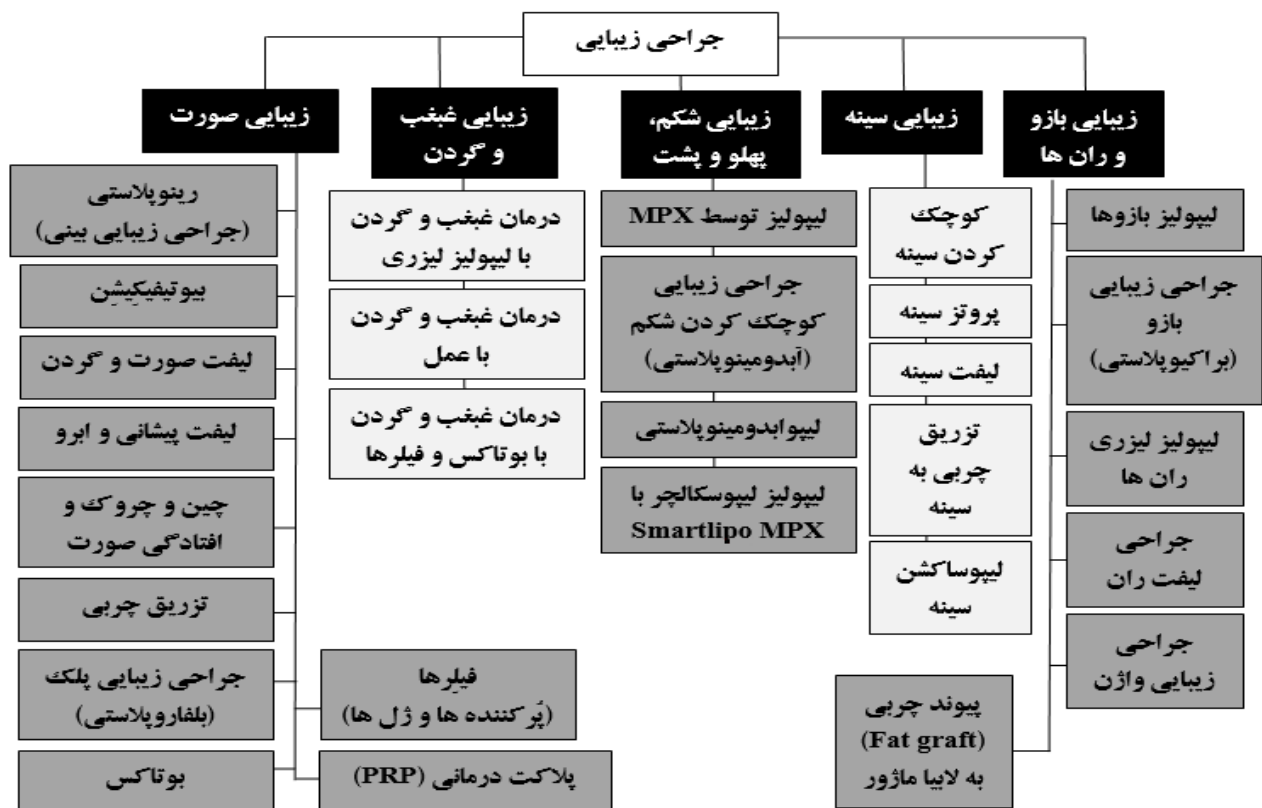 جراحی زیبایی
زیبایی بازو
و ران ها
لیپولیز بازوها
جراحی زیبایی
بازو
(براکیوپلاستی)
لیپولیز لیزری
ران ها
جراحی
لیفت ران
جراحی
زیبایی واژن
پیوند چربی
(Fat graft)
به لابیا ماژور
زیبایی سینه
کوچک
کردن سینه
پروتز سینه
لیفت سینه
تزریق
چربی به
سینه
لیپوساکشن
سینه
زیبایی شکم،
پهلو و پشت
لیپولیز توسط MPX
جراحی زیبایی
کوچک کردن شکم
(آبدومینوپلاستی)
لیپوابدومینوپلاستی
لیپولیز لیپوسکالچر با
Smartlipo MPX
زیبایی غبغب
و گردن
درمان غبغب و گردن
با لیپولیز لیزری
درمان غبغب و گردن
با عمل
درمان غبغب و گردن
با بوتاکس و فیلرها
زیبایی صورت
رینوپلاستی
(جراحی زیبایی بینی)
بیوتیفیکِیشِن
لیفت صورت و گردن
لیفت پیشانی و ابرو
چین و چروک و
افتادگی صورت
تزریق چربی
جراحی زیبایی پلک
(بلفاروپلاستی)
بوتاکس
فیلِرها
(پُرکننده ها و ژل ها)
پلاکت درمانی (PRP)